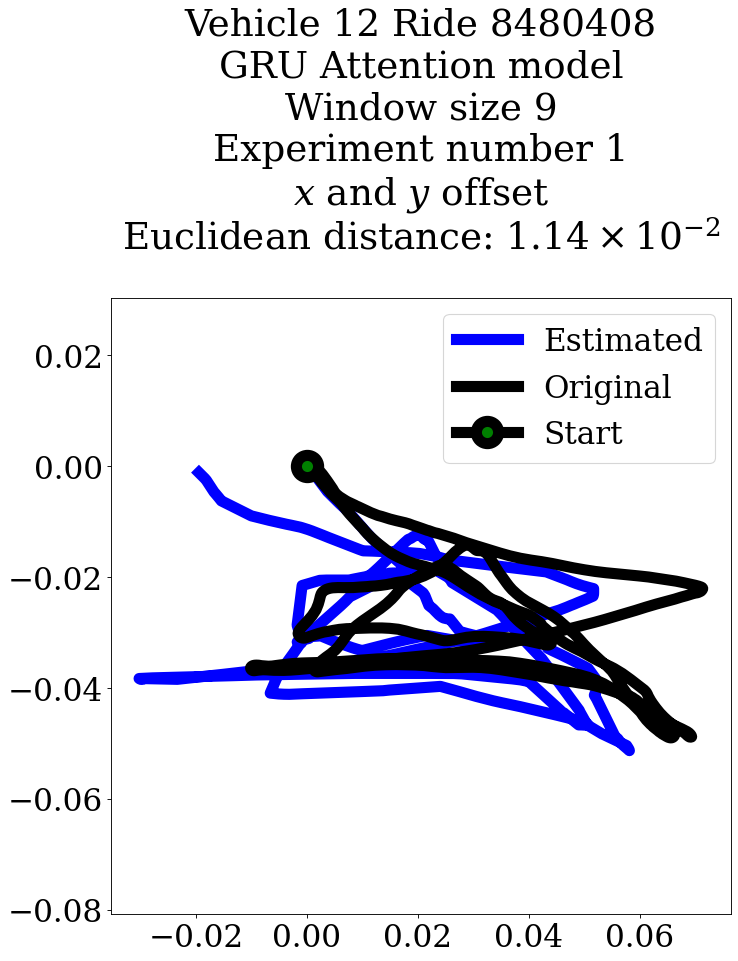 Vehicle 12 Ride 8480408
GRU Attention model
Window size 9
Experiment number 1
x and y offset
Euclidean distance: 1.14 × 10⁻²
Estimated
Original
Start
0.02
0.00
−0.02
−0.04
−0.06
−0.08
−0.02 0.00 0.02 0.04 0.06